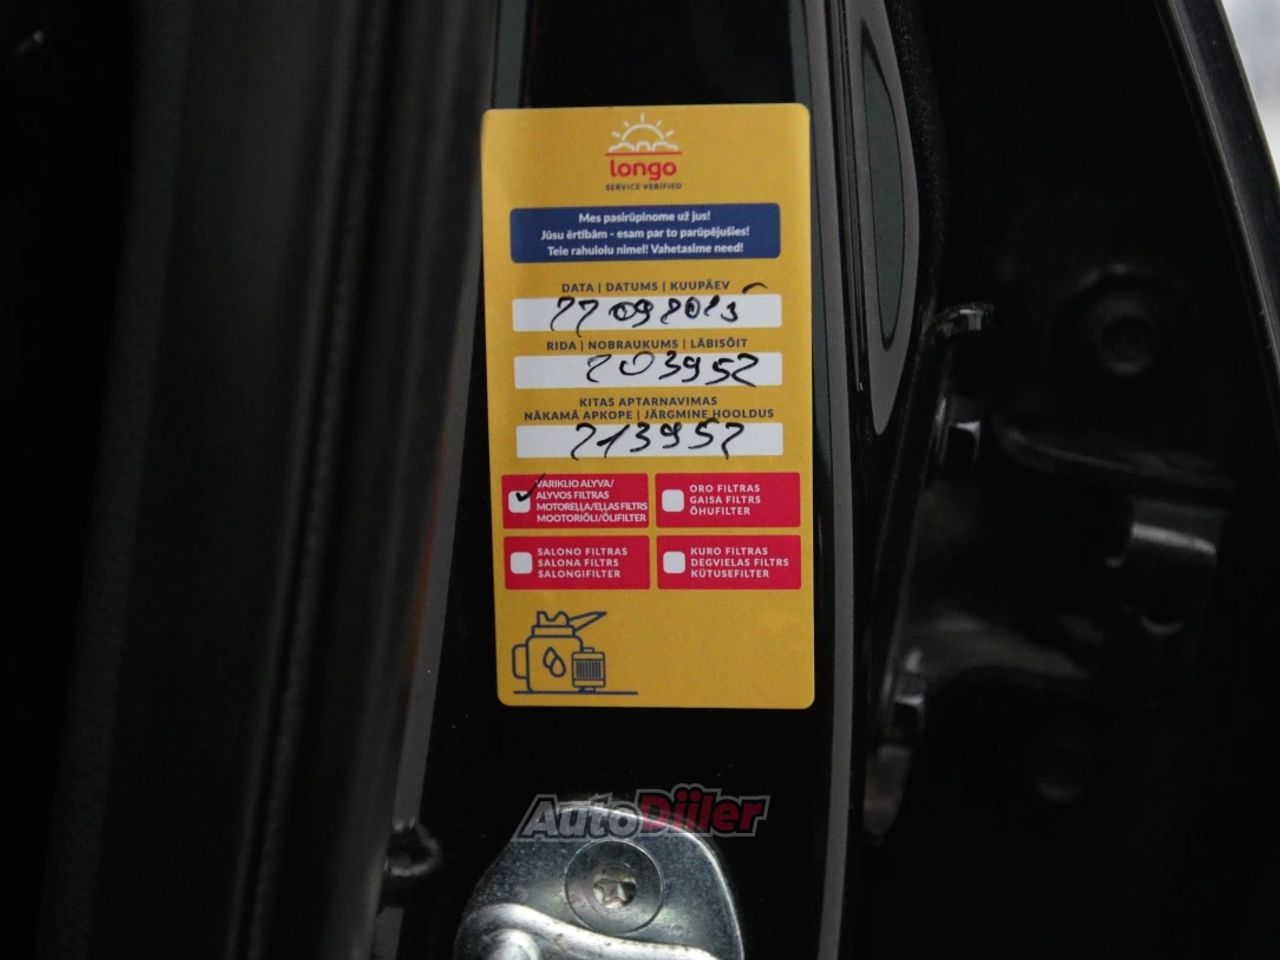 longo
SERVICE VERIFIED
Mes pasirūpinome už jus!
Jūsu ērtībām - esam par to parūpējušies!
Teie rahulolu nimel! Vahetasime need!
DATA | DATUMS | KUUPÄEV
RIDA | NOBRAUKUMS | LÄBISÕIT
203952
KITAS APTARNAVIMAS
NĀKAMĀ APKOPE | JÄRGMINE HOOLDUS
213952
VARIKLIO ALYVA/
ALYVOS FILTRAS
MOTOREĻĻA/EĻĻAS FILTRS
MOOTORIÕLI/ÕLIFILTER
ORO FILTRAS
GAISA FILTRS
ÕHUFILTER
SALONO FILTRAS
SALONA FILTRS
SALONGIFILTER
KURO FILTRAS
DEGVIELAS FILTRS
KÜTUSEFILTER
AutoDiiler